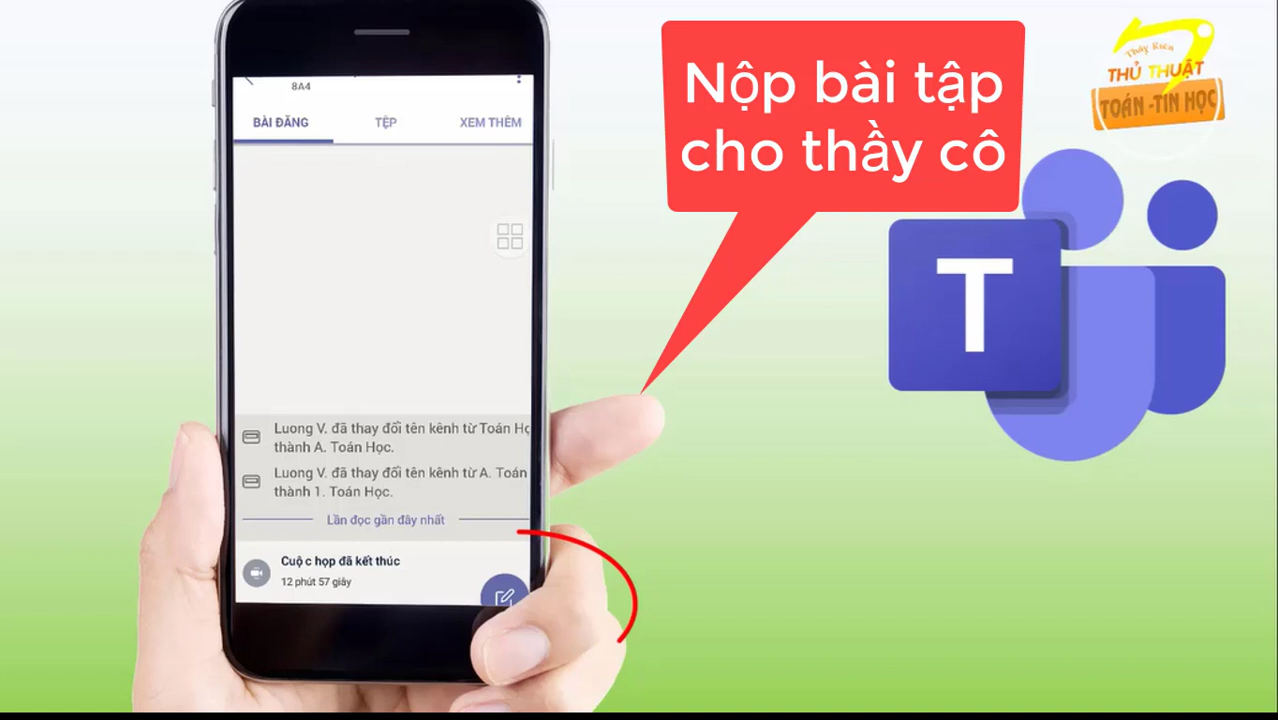 8A4
BÀI ĐĂNG
TỆP
XEM THÊM
Luong V. đã thay đổi tên kênh từ Toán
thành A. Toán Học.
Luong V. đã thay đổi tên kênh từ A. Toán
thành 1. Toán Học.
Lần đọc gần đây nhất
Cuộc họp đã kết thúc
12 phút 57 giây
Nộp bài tập
cho thầy cô
Thầy Kiên
THỦ THUẬT
TOÁN -TIN HỌC
T